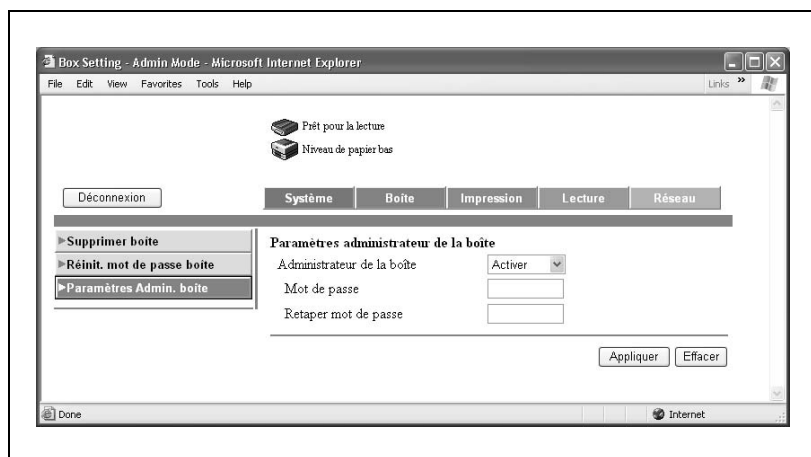 Box Setting - Admin Mode - Microsoft Internet Explorer
File Edit View Favorites Tools Help Links »
Prêt pour la lecture
Niveau de papier bas
Déconnexion
Système Boîte Impression Lecture Réseau
Supprimer boîte
Réinit. mot de passe boîte
Paramètres Admin. boîte
Paramètres administrateur de la boîte
Administrateur de la boîte Activer
Mot de passe
Retaper mot de passe
Appliquer Effacer
Done Internet